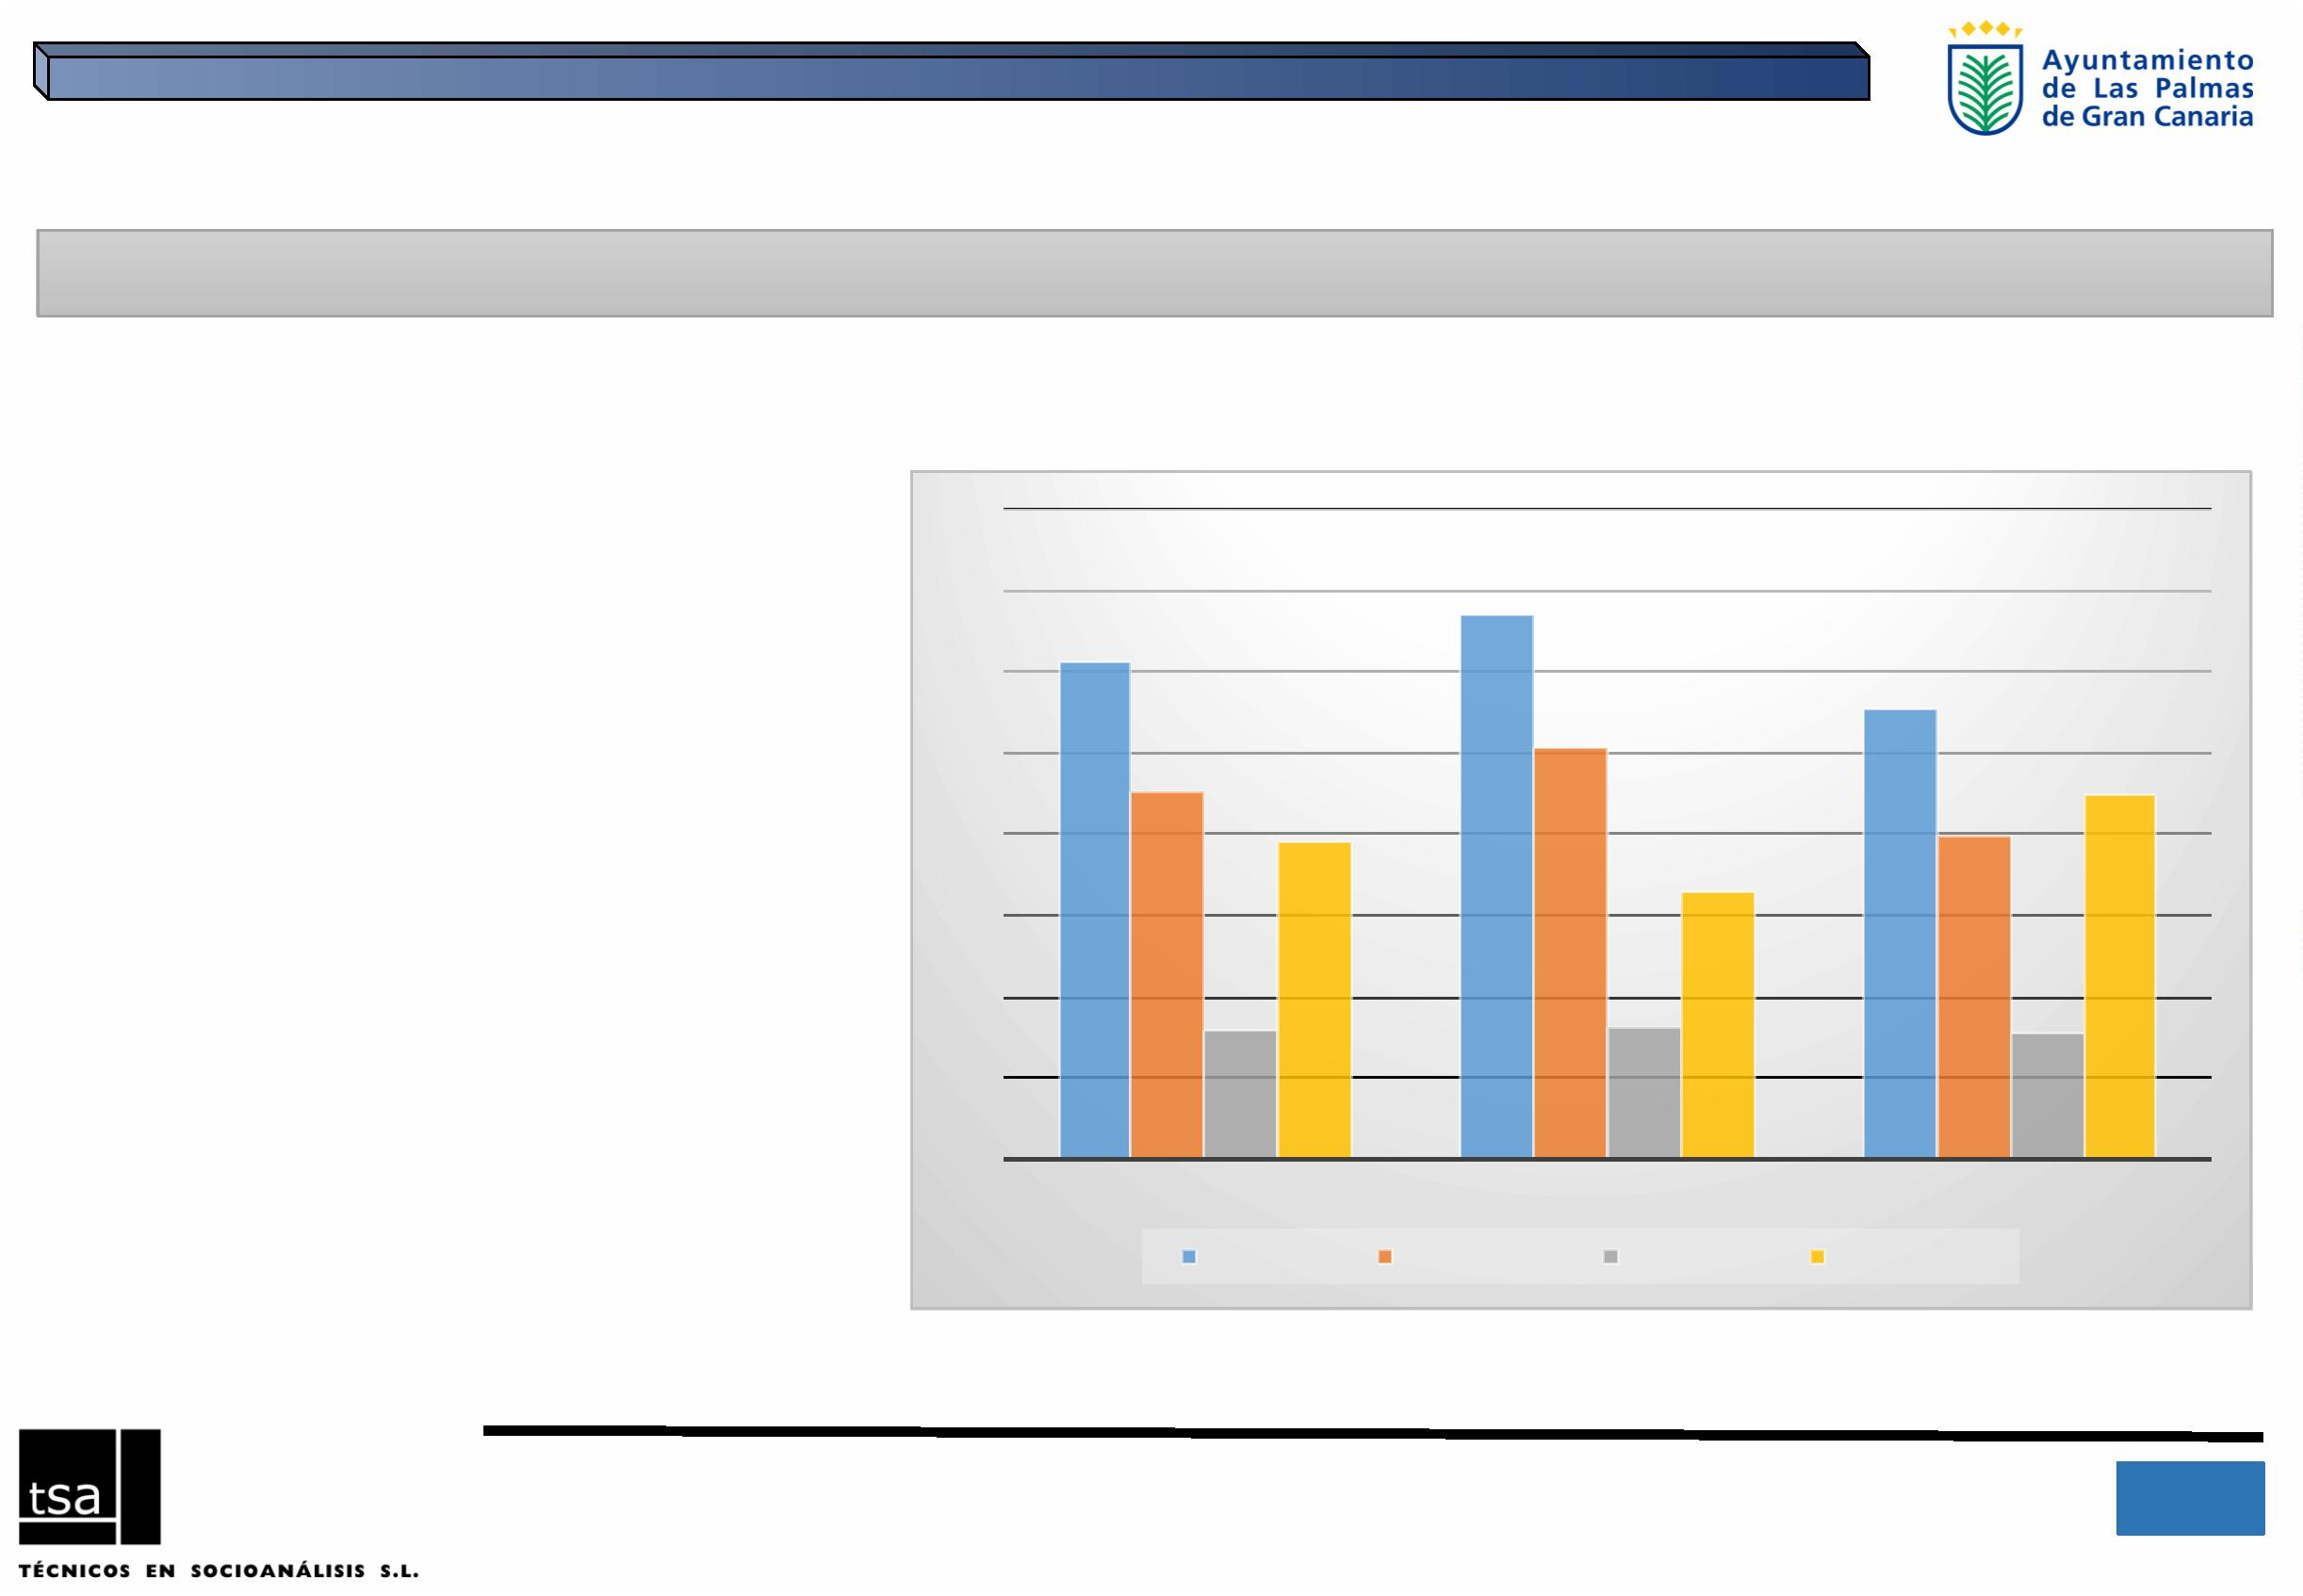 Ayuntamiento
de Las Palmas
de Gran Canaria
tsa
TÉCNICOS EN SOCIOANÁLISIS S.L.